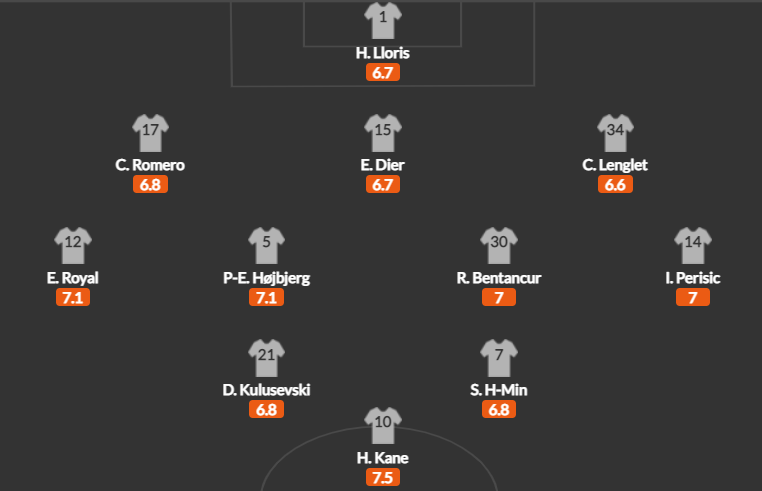 1
H. Lloris
6.7
17 15 34
C. Romero E. Dier C. Lenglet
6.8 6.7 6.6
12 5 30 14
E. Royal P-E. Højbjerg R. Bentancur I. Perisic
7.1 7.1 7 7
21 7
D. Kulusevski S. H-Min
6.8 6.8
10
H. Kane
7.5